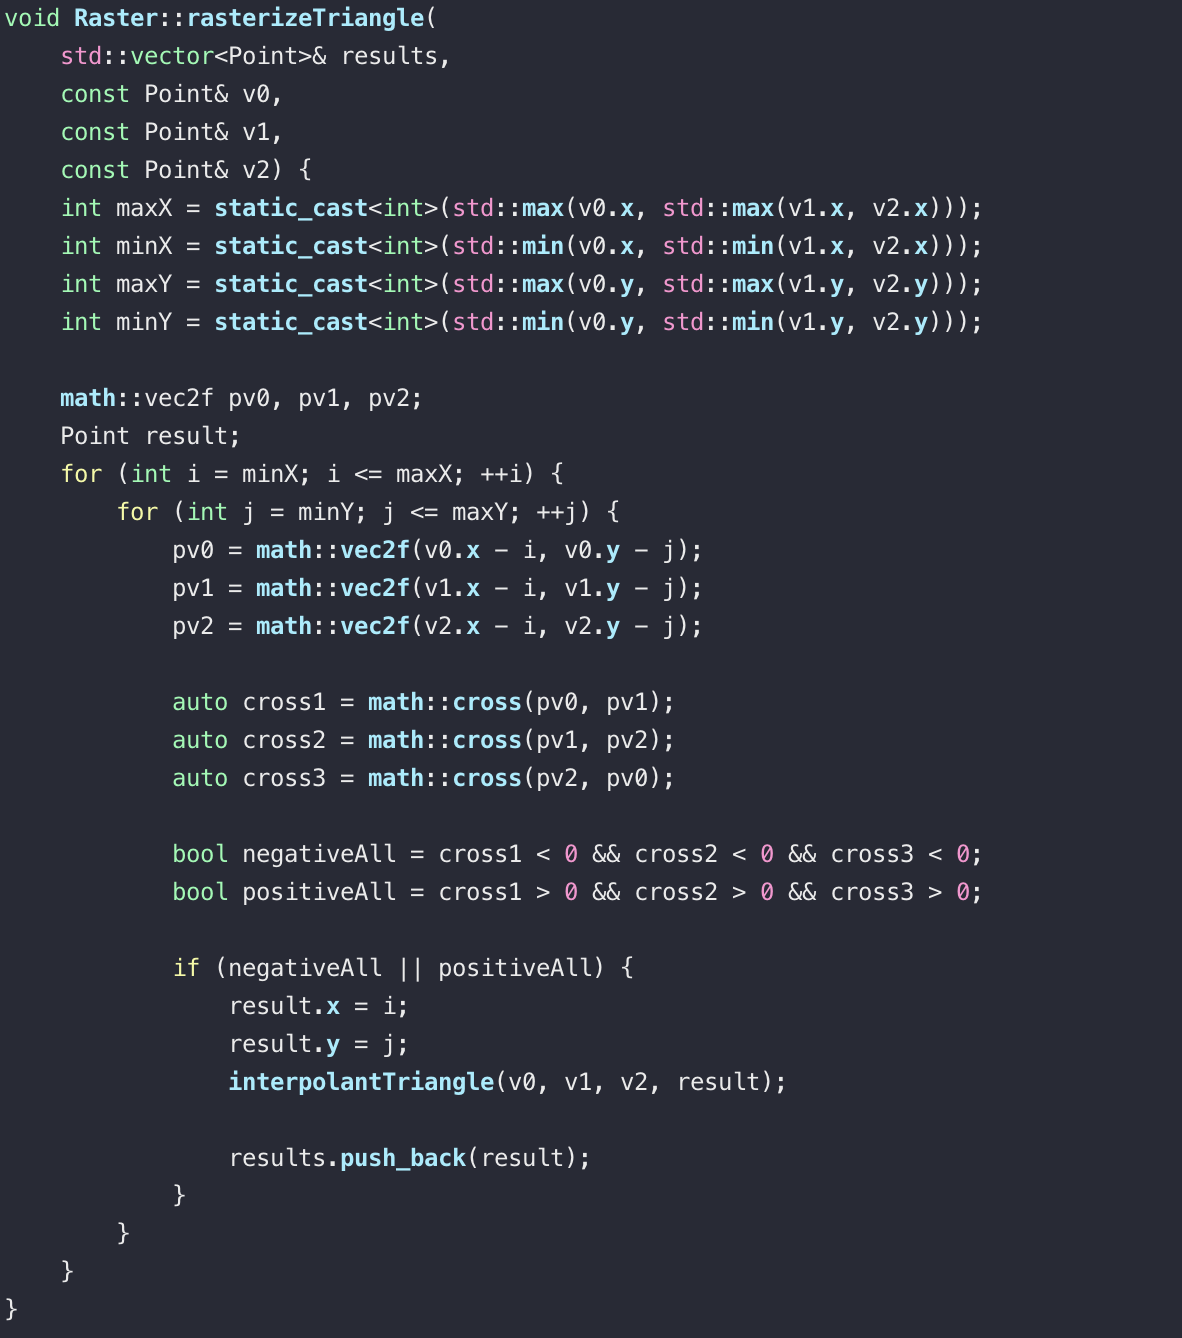 void Raster::rasterizeTriangle(
    std::vector<Point>& results,
    const Point& v0,
    const Point& v1,
    const Point& v2) {
    int maxX = static_cast<int>(std::max(v0.x, std::max(v1.x, v2.x)));
    int minX = static_cast<int>(std::min(v0.x, std::min(v1.x, v2.x)));
    int maxY = static_cast<int>(std::max(v0.y, std::max(v1.y, v2.y)));
    int minY = static_cast<int>(std::min(v0.y, std::min(v1.y, v2.y)));

    math::vec2f pv0, pv1, pv2;
    Point result;
    for (int i = minX; i <= maxX; ++i) {
        for (int j = minY; j <= maxY; ++j) {
            pv0 = math::vec2f(v0.x - i, v0.y - j);
            pv1 = math::vec2f(v1.x - i, v1.y - j);
            pv2 = math::vec2f(v2.x - i, v2.y - j);

            auto cross1 = math::cross(pv0, pv1);
            auto cross2 = math::cross(pv1, pv2);
            auto cross3 = math::cross(pv2, pv0);

            bool negativeAll = cross1 < 0 && cross2 < 0 && cross3 < 0;
            bool positiveAll = cross1 > 0 && cross2 > 0 && cross3 > 0;

            if (negativeAll || positiveAll) {
                result.x = i;
                result.y = j;
                interpolantTriangle(v0, v1, v2, result);

                results.push_back(result);
            }
        }
    }
}